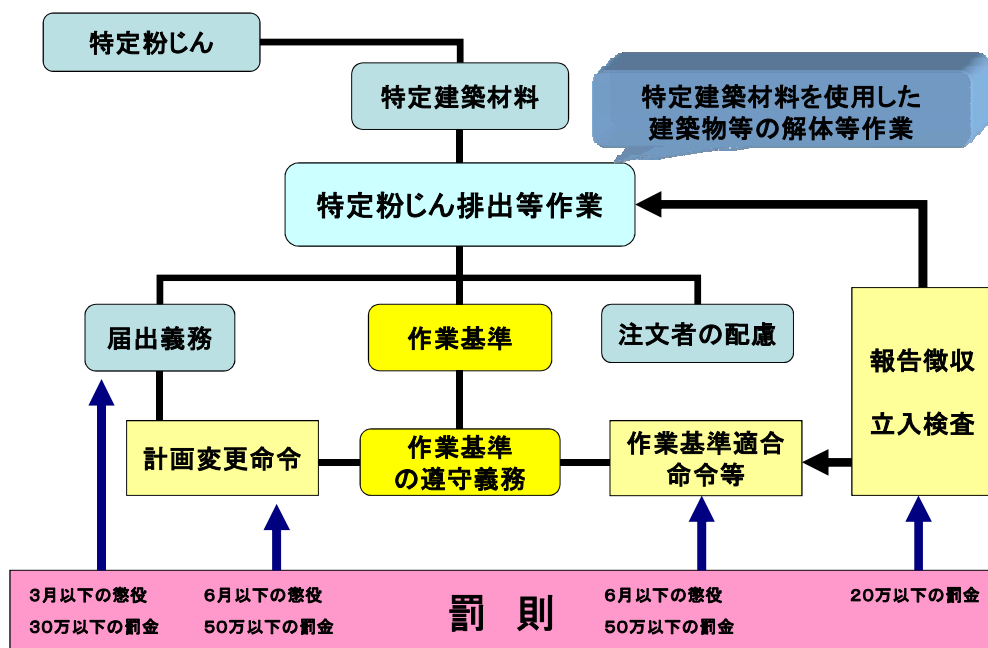 特定粉じん
特定建築材料
特定建築材料を使用した
建築物等の解体等作業
特定粉じん排出等作業
届出義務
作業基準
注文者の配慮
報告徴収
立入検査
計画変更命令
作業基準
の遵守義務
作業基準適合
命令等
3月以下の懲役
30万以下の罰金
6月以下の懲役
50万以下の罰金
罰 則
6月以下の懲役
50万以下の罰金
20万以下の罰金